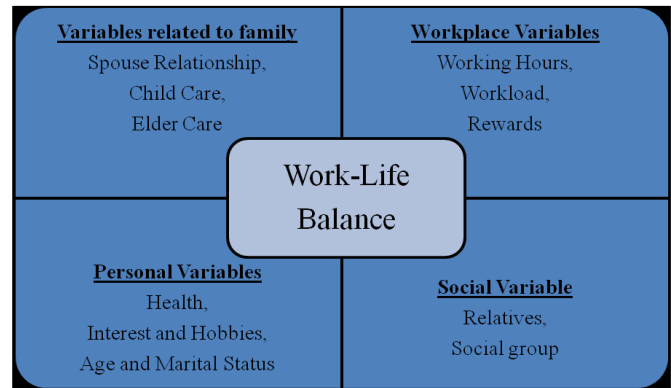 Variables related to family
Spouse Relationship,
Child Care,
Elder Care
Workplace Variables
Working Hours,
Workload,
Rewards
Work-Life
Balance
Personal Variables
Health,
Interest and Hobbies,
Age and Marital Status
Social Variable
Relatives,
Social group